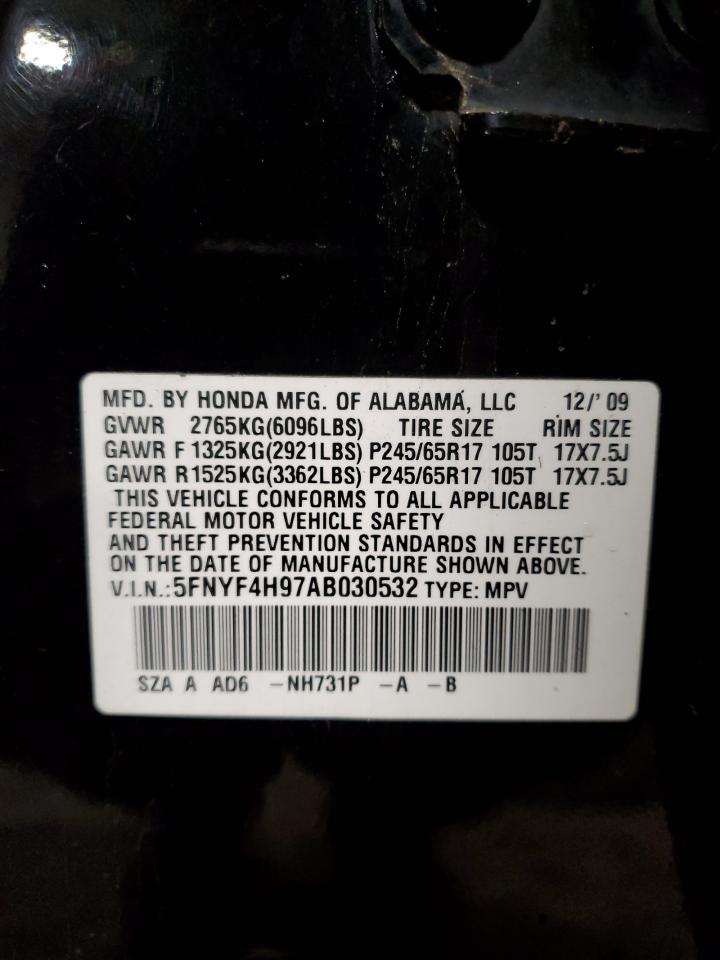 MFD. BY HONDA MFG. OF ALABAMA, LLC 12/'09
GVWR 2765KG(6096LBS) TIRE SIZE RIM SIZE
GAWR F 1325KG(2921LBS) P245/65R17 105T 17X7.5J
GAWR R1525KG(3362LBS) P245/65R17 105T 17X7.5J
THIS VEHICLE CONFORMS TO ALL APPLICABLE
FEDERAL MOTOR VEHICLE SAFETY
AND THEFT PREVENTION STANDARDS IN EFFECT
ON THE DATE OF MANUFACTURE SHOWN ABOVE.
V.I.N.:5FNYF4H97AB030532 TYPE: MPV
SZA A AD6 -NH731P -A -B